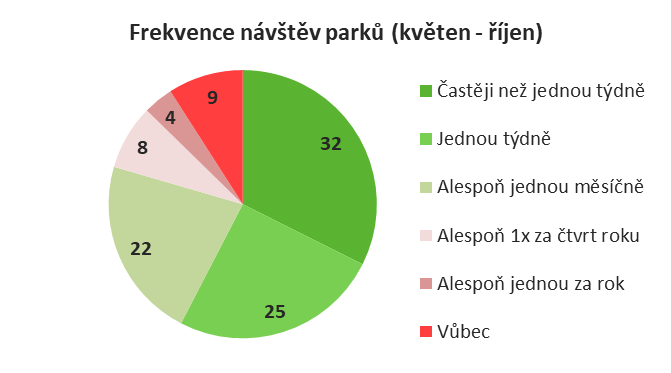 Frekvence návštěv parků (květen - říjen)
32
25
22
8
4
9
Častěji než jednou týdně
Jednou týdně
Alespoň jednou měsíčně
Alespoň 1x za čtvrt roku
Alespoň jednou za rok
Vůbec